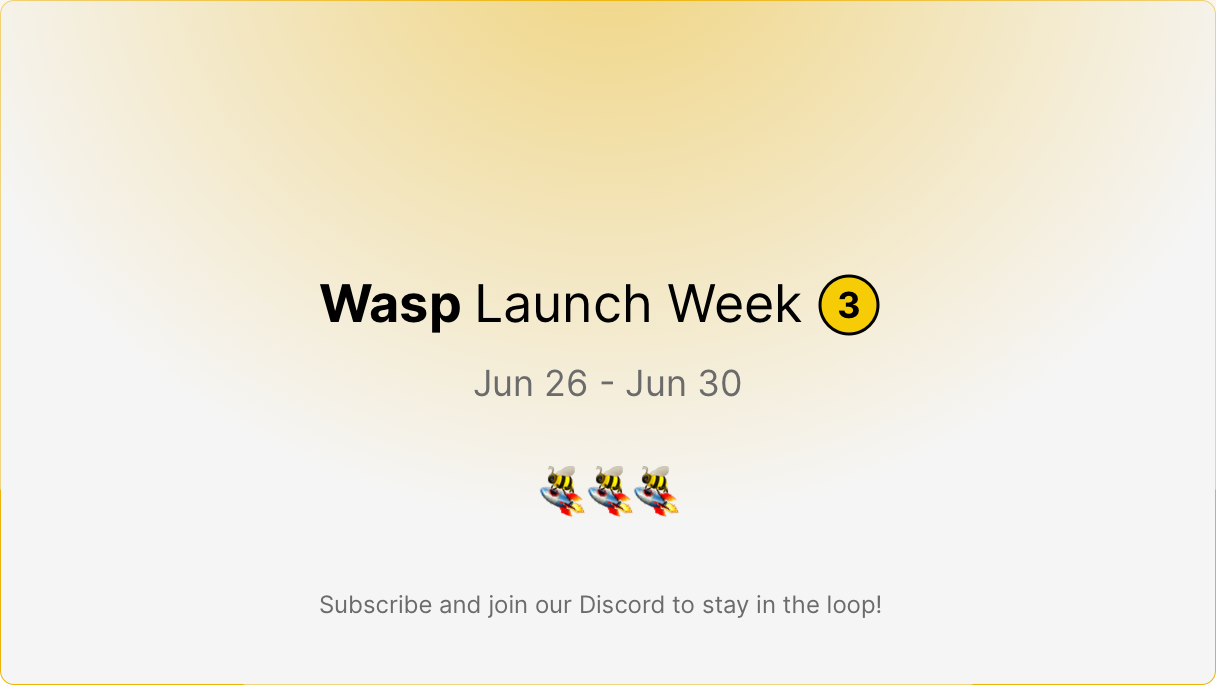 Wasp Launch Week 3
Jun 26 - Jun 30
Subscribe and join our Discord to stay in the loop!